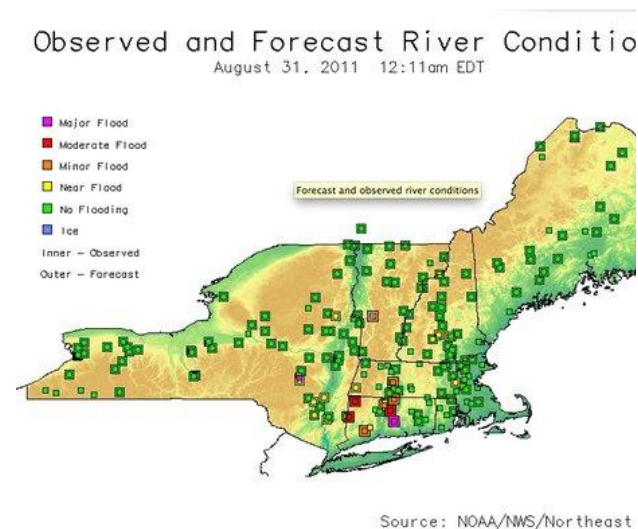 Observed and Forecast River Conditio
August 31, 2011 12:11am EDT
Major Flood
Moderate Flood
Minor Flood
Near Flood
No Flooding
Ice
Inner - Observed
Outer - Forecast
Forecast and observed river conditions
Source: NOAA/NWS/Northeast